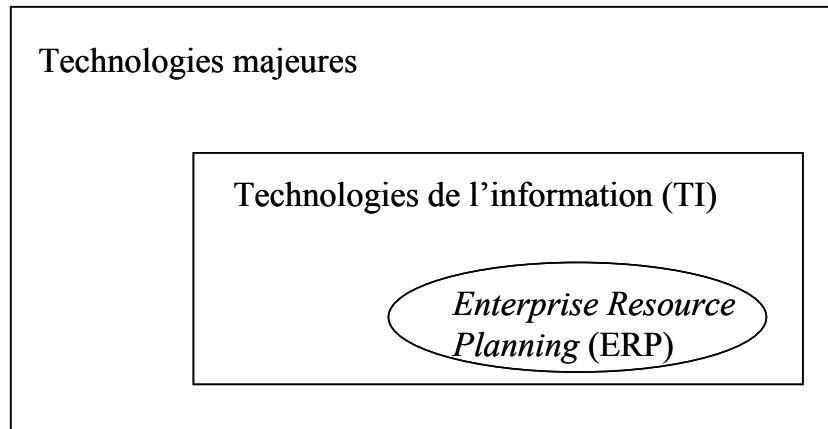 Technologies majeures
Technologies de l’information (TI)
Enterprise Resource
Planning (ERP)